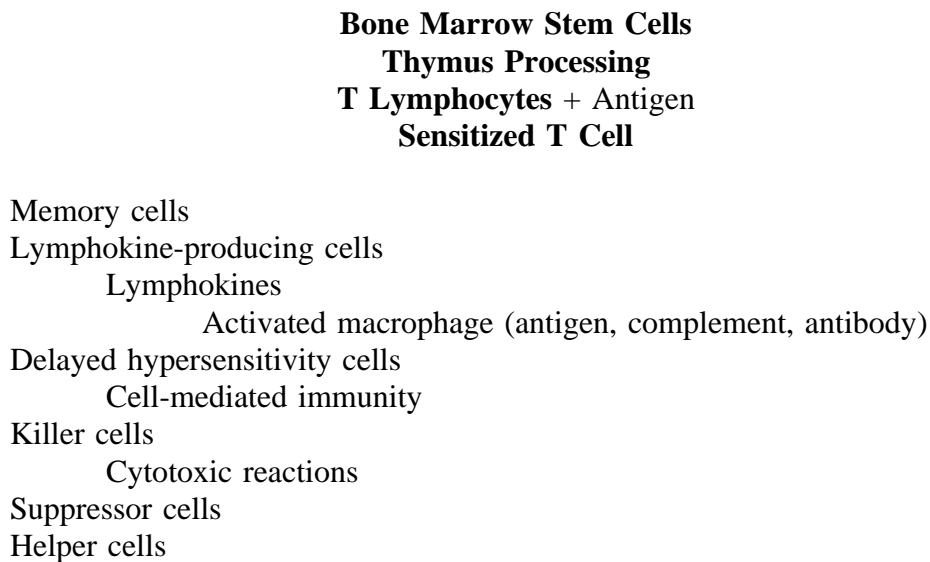 Bone Marrow Stem Cells
Thymus Processing
T Lymphocytes + Antigen
Sensitized T Cell
Memory cells
Lymphokine-producing cells
Lymphokines
Activated macrophage (antigen, complement, antibody)
Delayed hypersensitivity cells
Cell-mediated immunity
Killer cells
Cytotoxic reactions
Suppressor cells
Helper cells